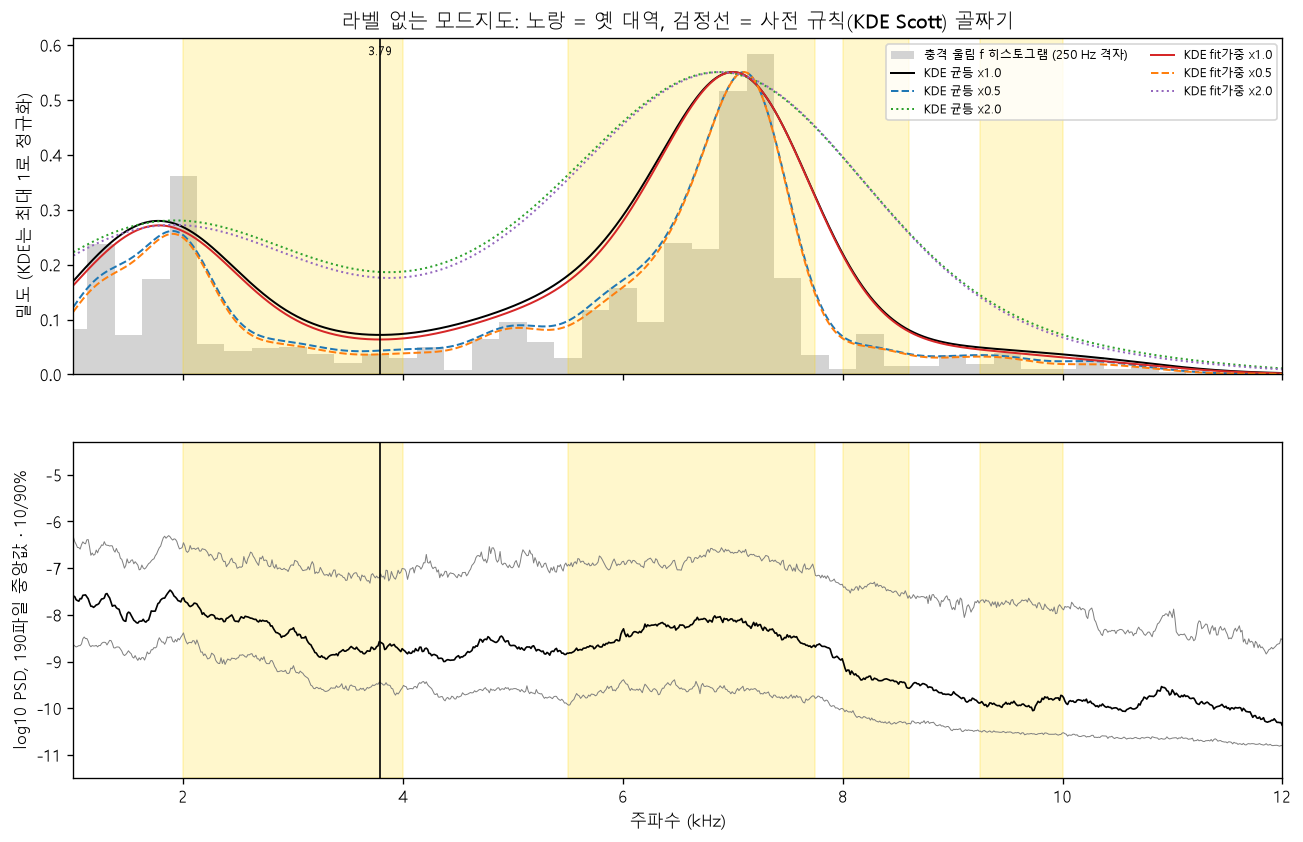 라벨 없는 모드지도: 노랑 = 옛 대역, 검정선 = 사전 규칙(KDE Scott) 골짜기
3.79
충격 울림 f 히스토그램 (250 Hz 격자)
KDE 균등 x1.0
KDE 균등 x0.5
KDE 균등 x2.0
KDE fit가중 x1.0
KDE fit가중 x0.5
KDE fit가중 x2.0
밀도 (KDE는 최대 1로 정규화)
0.6
0.5
0.4
0.3
0.2
0.1
0.0
log10 PSD, 190파일 중앙값 · 10/90%
-5
-6
-7
-8
-9
-10
-11
2
4
6
8
10
12
주파수 (kHz)